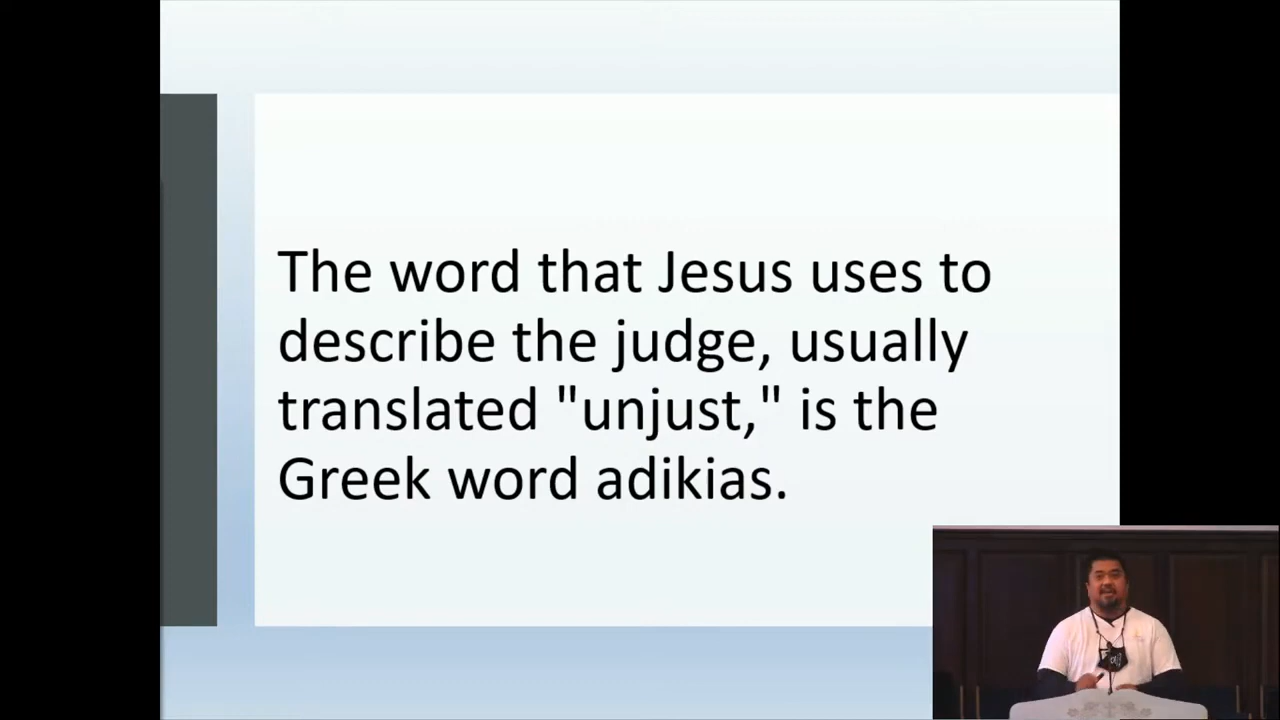 The word that Jesus uses to
describe the judge, usually
translated "unjust," is the
Greek word adikias.